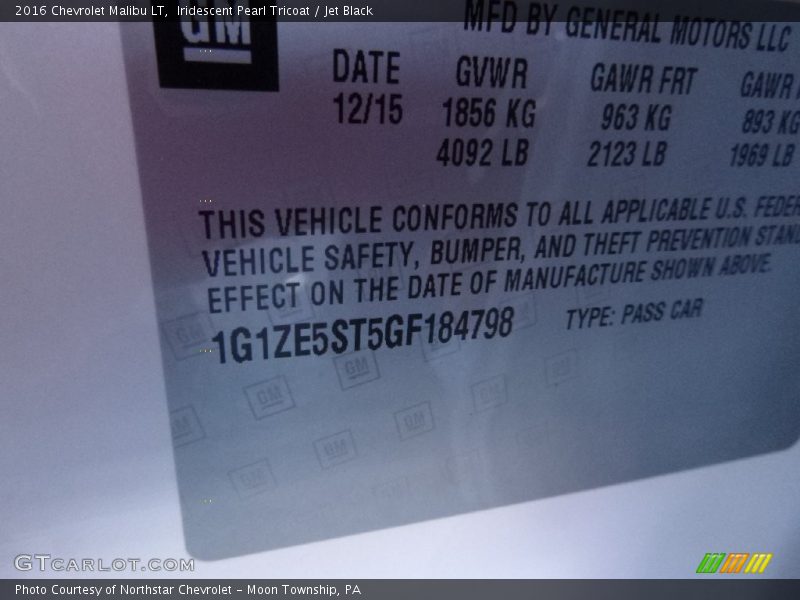 2016 Chevrolet Malibu LT, Iridescent Pearl Tricoat / Jet Black
GM
MFD BY GENERAL MOTORS LLC
DATE GVWR GAWR FRT GAWR
12/15 1856 KG 963 KG 893 KG
4092 LB 2123 LB 1969 LB
THIS VEHICLE CONFORMS TO ALL APPLICABLE U.S.
VEHICLE SAFETY, BUMPER, AND THEFT PREVENTION
EFFECT ON THE DATE OF MANUFACTURE SHOWN ABOVE.
1G1ZE5ST5GF184798 TYPE: PASS CAR
GTCARLOT.COM
Photo Courtesy of Northstar Chevrolet - Moon Township, PA